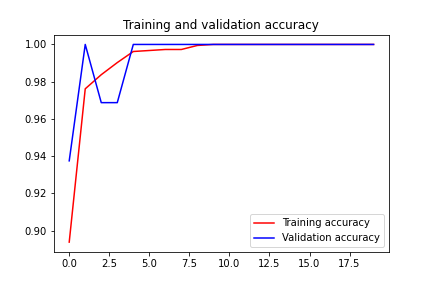 Training and validation accuracy
1.00
0.98
0.96
0.94
0.92
0.90
Training accuracy
Validation accuracy
0.0 2.5 5.0 7.5 10.0 12.5 15.0 17.5